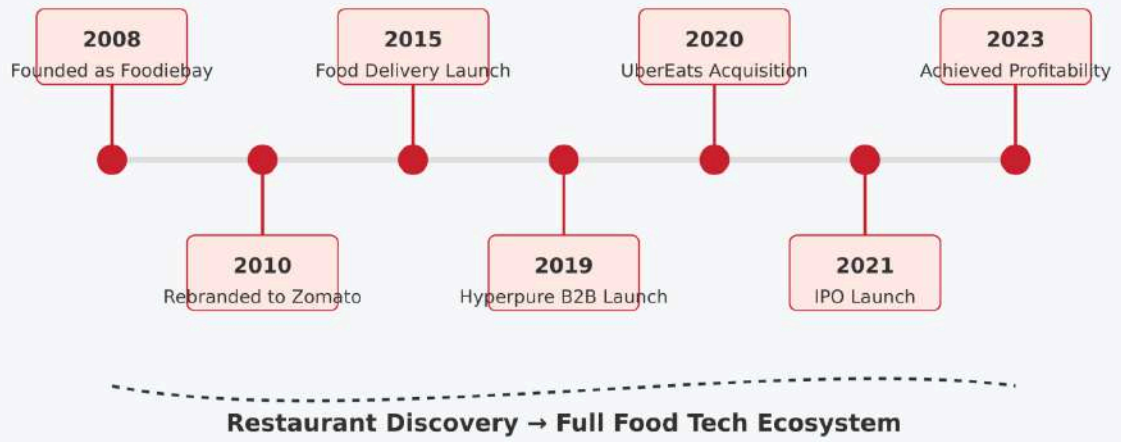 2008
Founded as Foodiebay
2015
Food Delivery Launch
2020
UberEats Acquisition
2023
Achieved Profitability
2010
Rebranded to Zomato
2019
Hyperpure B2B Launch
2021
IPO Launch
Restaurant Discovery → Full Food Tech Ecosystem